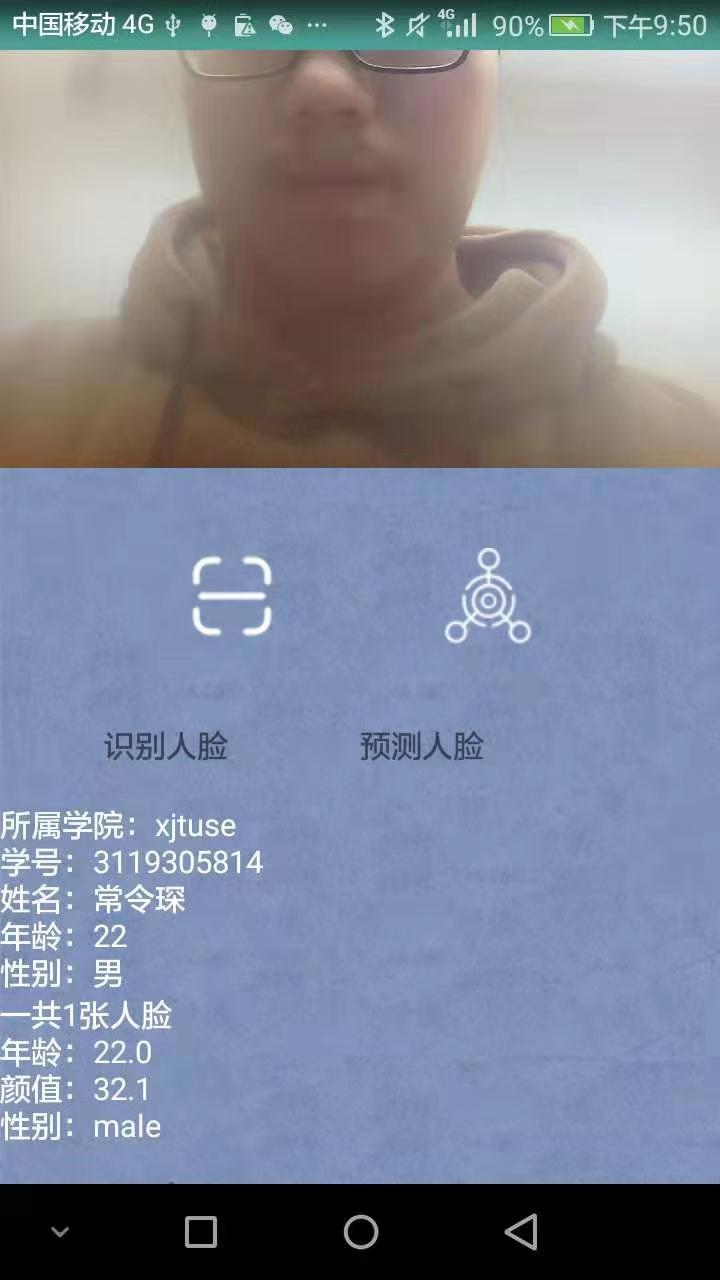 中国移动 4G 4G 90% 下午9:50
识别人脸 预测人脸
所属学院：xjtuse
学号：3119305814
姓名：常令琛
年龄：22
性别：男
一共1张人脸
年龄：22.0
颜值：32.1
性别：male